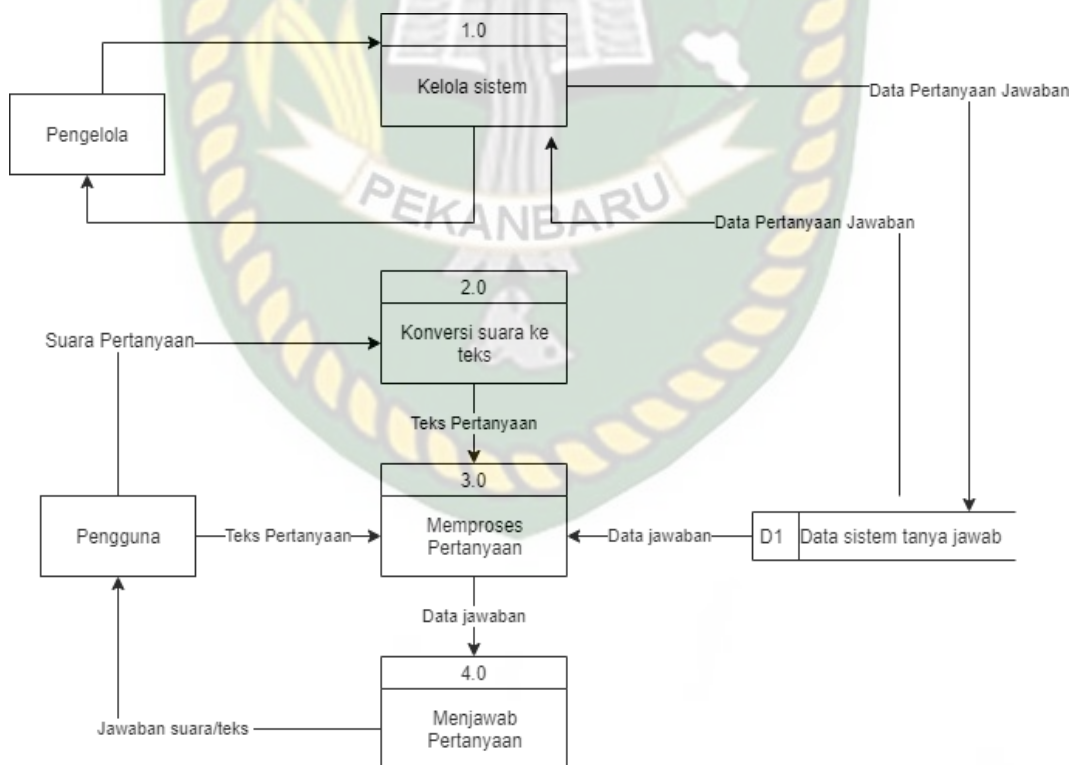 1.0
Kelola sistem
Data Pertanyaan Jawaban
Pengelola
PEKANBARU
Data Pertanyaan Jawaban
2.0
Konversi suara ke
teks
Suara Pertanyaan
Teks Pertanyaan
3.0
Memproses
Pertanyaan
Pengguna
Teks Pertanyaan
Data jawaban
D1
Data sistem tanya jawab
Data jawaban
4.0
Menjawab
Pertanyaan
Jawaban suara/teks